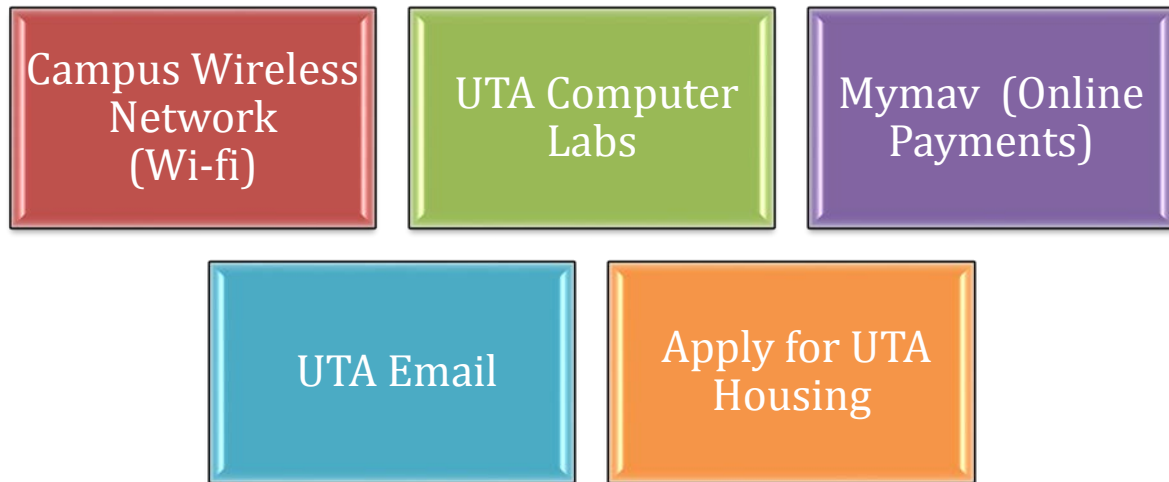 Campus Wireless
Network
(Wi-fi)
UTA Computer
Labs
Mymav (Online
Payments)
UTA Email
Apply for UTA
Housing